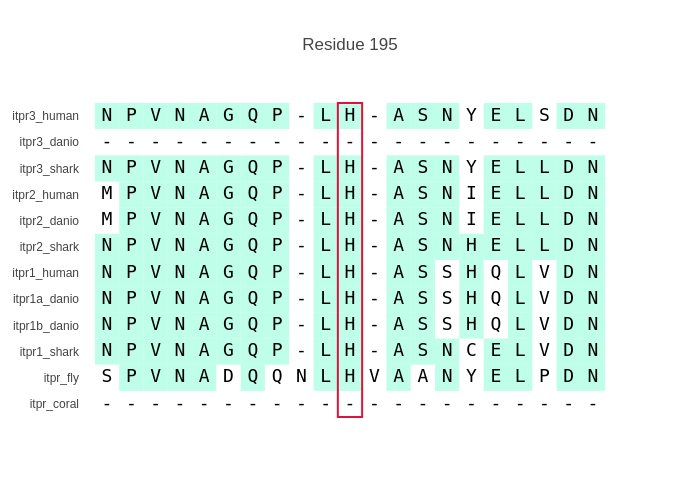 Residue 195
itpr3_human N P V N A G Q P - L H - A S N Y E L S D N
itpr3_danio - - - - - - - - - - - - - - - - - - - - -
itpr3_shark N P V N A G Q P - L H - A S N Y E L L D N
itpr2_human M P V N A G Q P - L H - A S N I E L L D N
itpr2_danio M P V N A G Q P - L H - A S N I E L L D N
itpr2_shark N P V N A G Q P - L H - A S N H E L L D N
itpr1_human N P V N A G Q P - L H - A S S H Q L V D N
itpr1a_danio N P V N A G Q P - L H - A S S H Q L V D N
itpr1b_danio N P V N A G Q P - L H - A S S H Q L V D N
itpr1_shark N P V N A G Q P - L H - A S N C E L V D N
itpr_fly S P V N A D Q Q N L H V A A N Y E L P D N
itpr_coral - - - - - - - - - - - - - - - - - - - - -